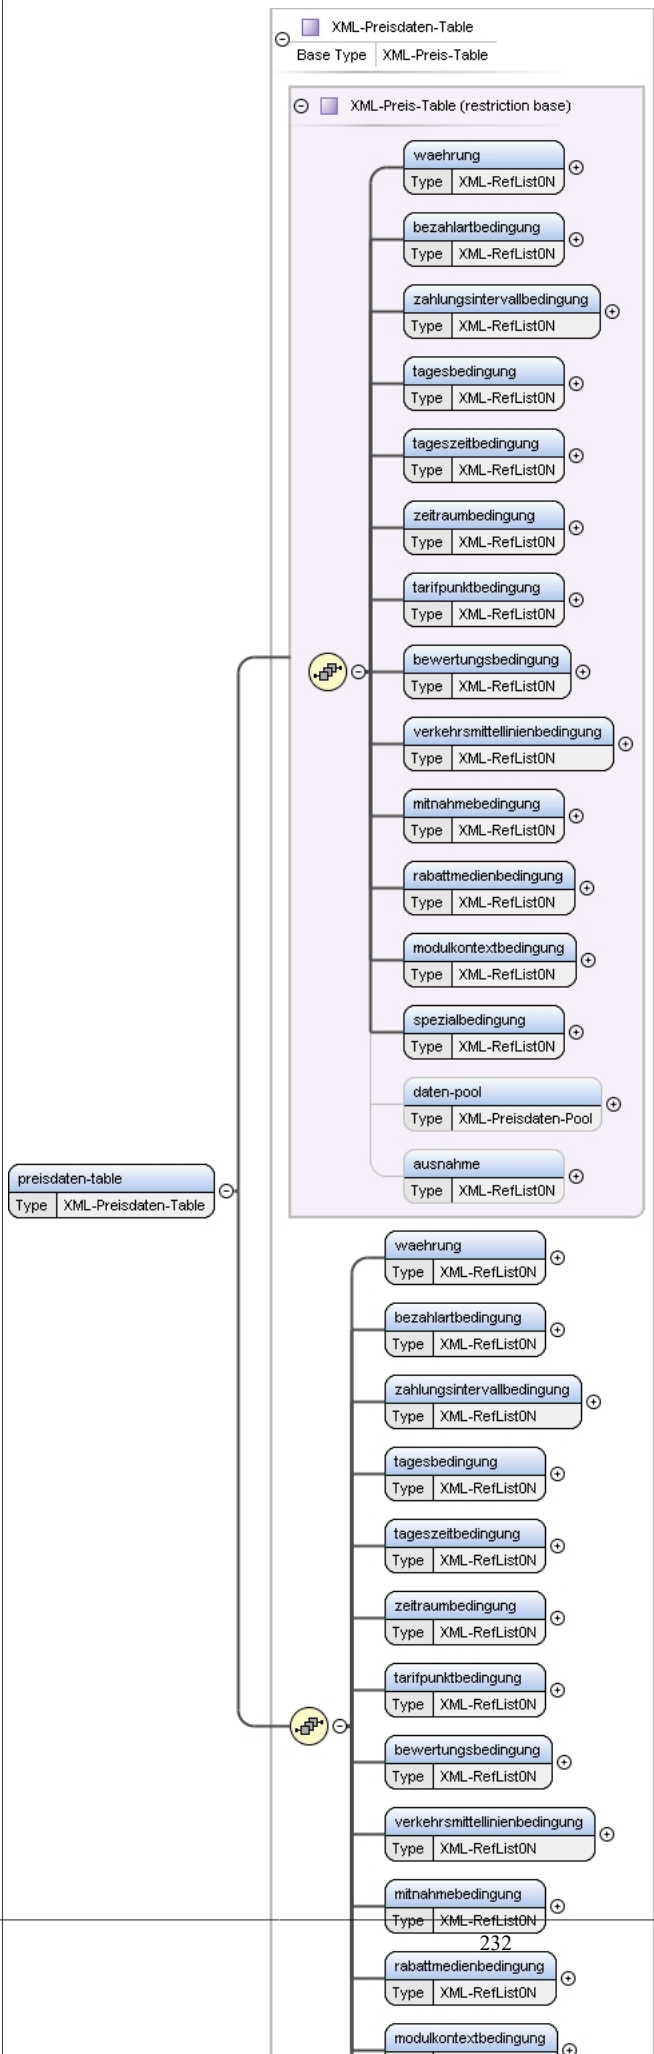 XML-Preisdaten-Table
Base Type XML-Preis-Table
XML-Preis-Table (restriction base)
waehrung
Type XML-RefList0N
bezahlartbedingung
Type XML-RefList0N
zahlungsintervallbedingung
Type XML-RefList0N
tagesbedingung
Type XML-RefList0N
tageszeitbedingung
Type XML-RefList0N
zeitraumbedingung
Type XML-RefList0N
tarifpunktbedingung
Type XML-RefList0N
bewertungsbedingung
Type XML-RefList0N
verkehrsmittellinienbedingung
Type XML-RefList0N
mitnahmebedingung
Type XML-RefList0N
rabattmedienbedingung
Type XML-RefList0N
modulkontextbedingung
Type XML-RefList0N
spezialbedingung
Type XML-RefList0N
daten-pool
Type XML-Preisdaten-Pool
ausnahme
Type XML-RefList0N
preisdaten-table
Type XML-Preisdaten-Table
waehrung
Type XML-RefList0N
bezahlartbedingung
Type XML-RefList0N
zahlungsintervallbedingung
Type XML-RefList0N
tagesbedingung
Type XML-RefList0N
tageszeitbedingung
Type XML-RefList0N
zeitraumbedingung
Type XML-RefList0N
tarifpunktbedingung
Type XML-RefList0N
bewertungsbedingung
Type XML-RefList0N
verkehrsmittellinienbedingung
Type XML-RefList0N
mitnahmebedingung
Type XML-RefList0N
232
rabattmedienbedingung
Type XML-RefList0N
modulkontextbedingung